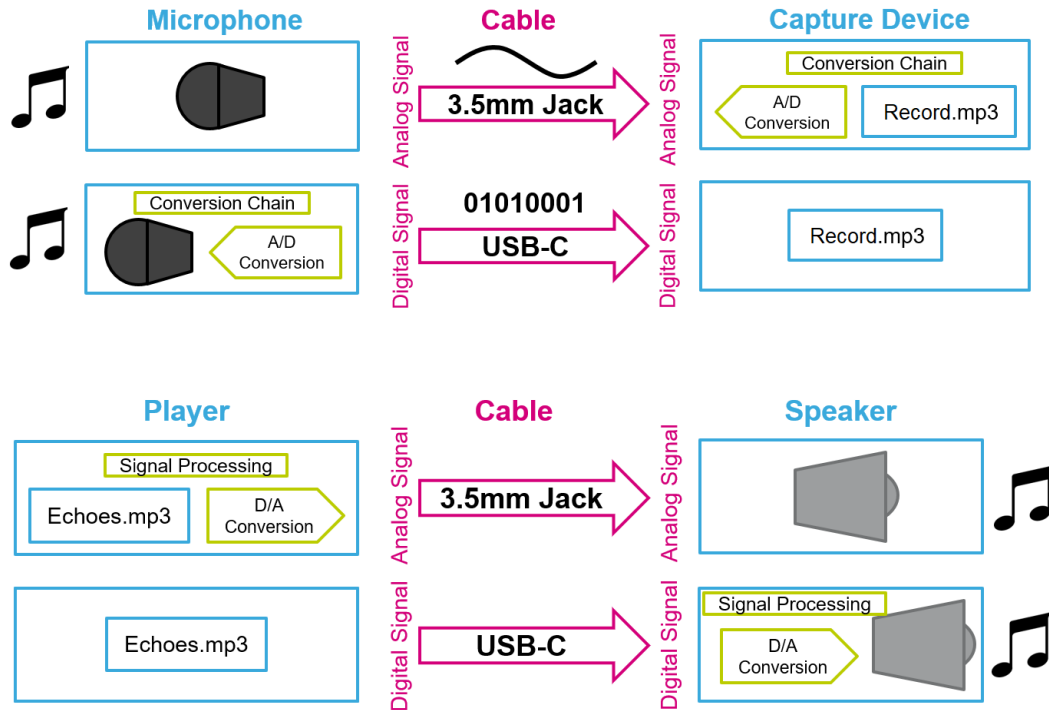 Microphone
Cable
Capture Device
Analog Signal
3.5mm Jack
Analog Signal
Conversion Chain
A/D
Conversion
Record.mp3
Conversion Chain
A/D
Conversion
Digital Signal
01010001
USB-C
Digital Signal
Record.mp3
Player
Cable
Speaker
Signal Processing
Echoes.mp3
D/A
Conversion
Analog Signal
3.5mm Jack
Analog Signal
Echoes.mp3
Digital Signal
USB-C
Digital Signal
Signal Processing
D/A
Conversion